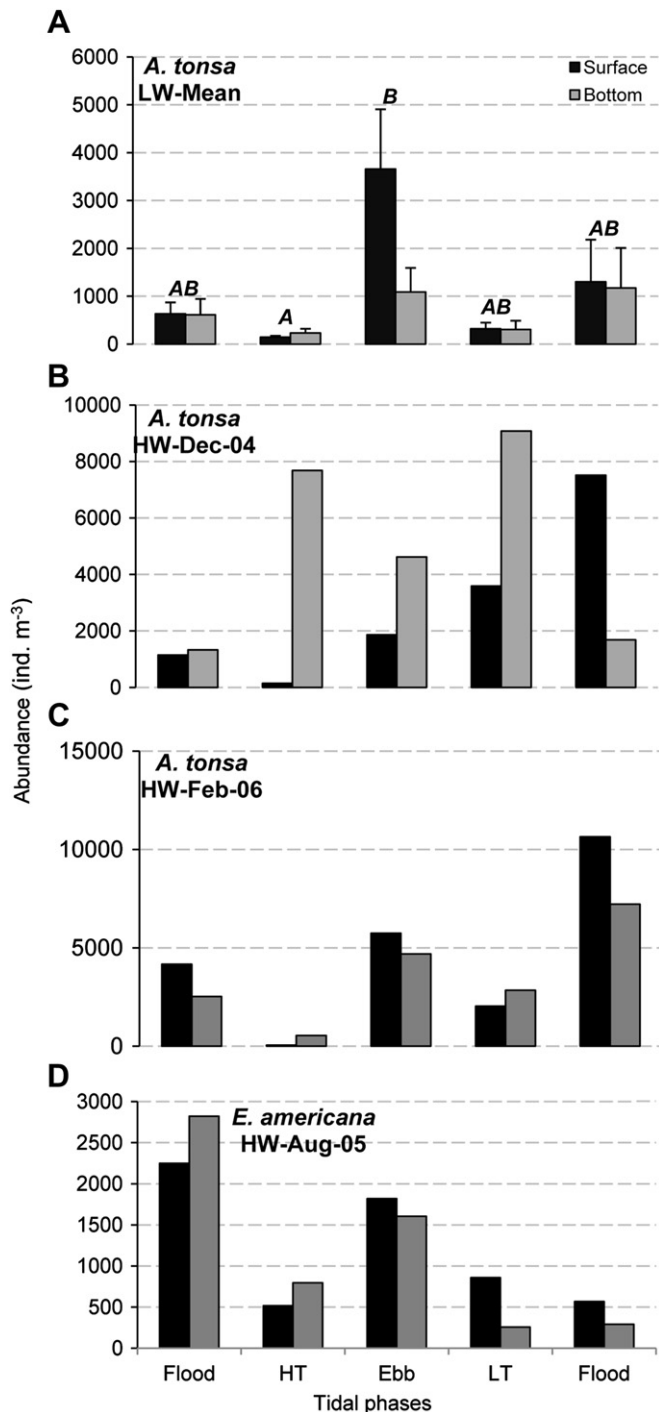 A
6000
5000
4000
3000
2000
1000
0
A. tonsa
LW-Mean
Surface
Bottom
AB
A
B
AB
AB
B
10000
8000
6000
4000
2000
0
A. tonsa
HW-Dec-04
C
15000
10000
5000
0
A. tonsa
HW-Feb-06
D
3000
2500
2000
1500
1000
500
0
E. americana
HW-Aug-05
Abundance (ind. m-3)
Flood HT Ebb LT Flood
Tidal phases